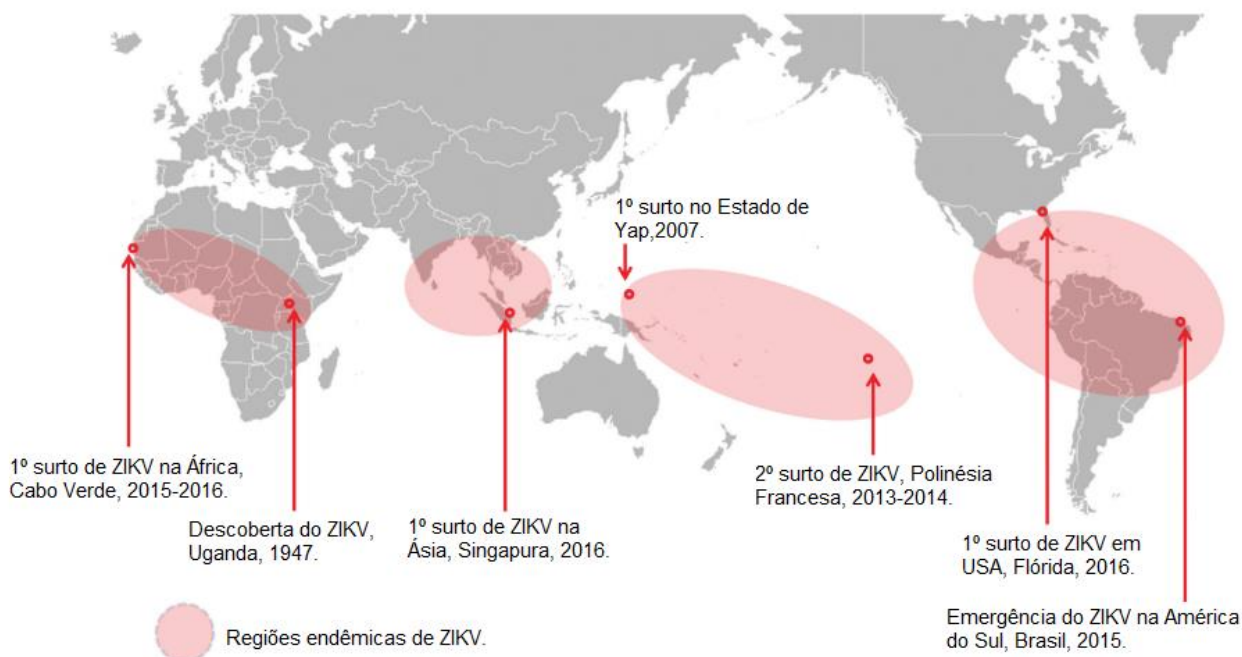 1º surto no Estado de
Yap,2007.
1º surto de ZIKV na África,
Cabo Verde, 2015-2016.
Descoberta do ZIKV,
Uganda, 1947.
1º surto de ZIKV na
Ásia, Singapura, 2016.
2º surto de ZIKV, Polinésia
Francesa, 2013-2014.
1º surto de ZIKV em
USA, Flórida, 2016.
Emergência do ZIKV na América
do Sul, Brasil, 2015.
Regiões endêmicas de ZIKV.